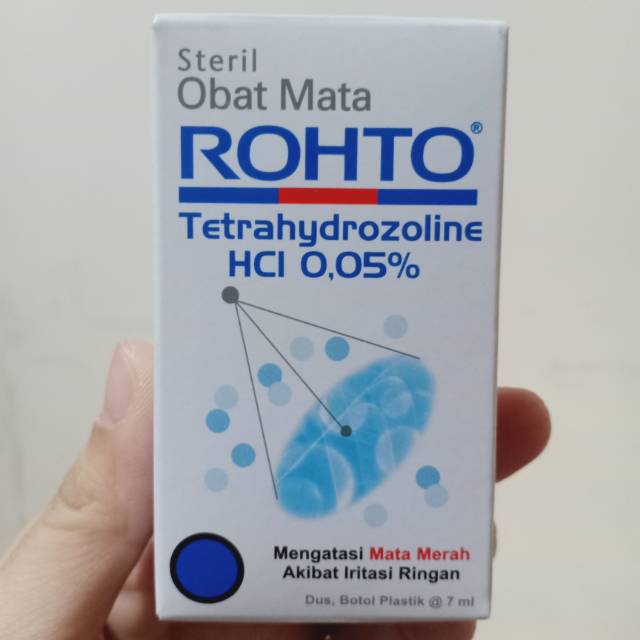 Steril
Obat Mata
ROHTO®
Tetrahydrozoline
HCl 0,05%
Mengatasi Mata Merah
Akibat Iritasi Ringan
Dus, Botol Plastik @ 7 ml